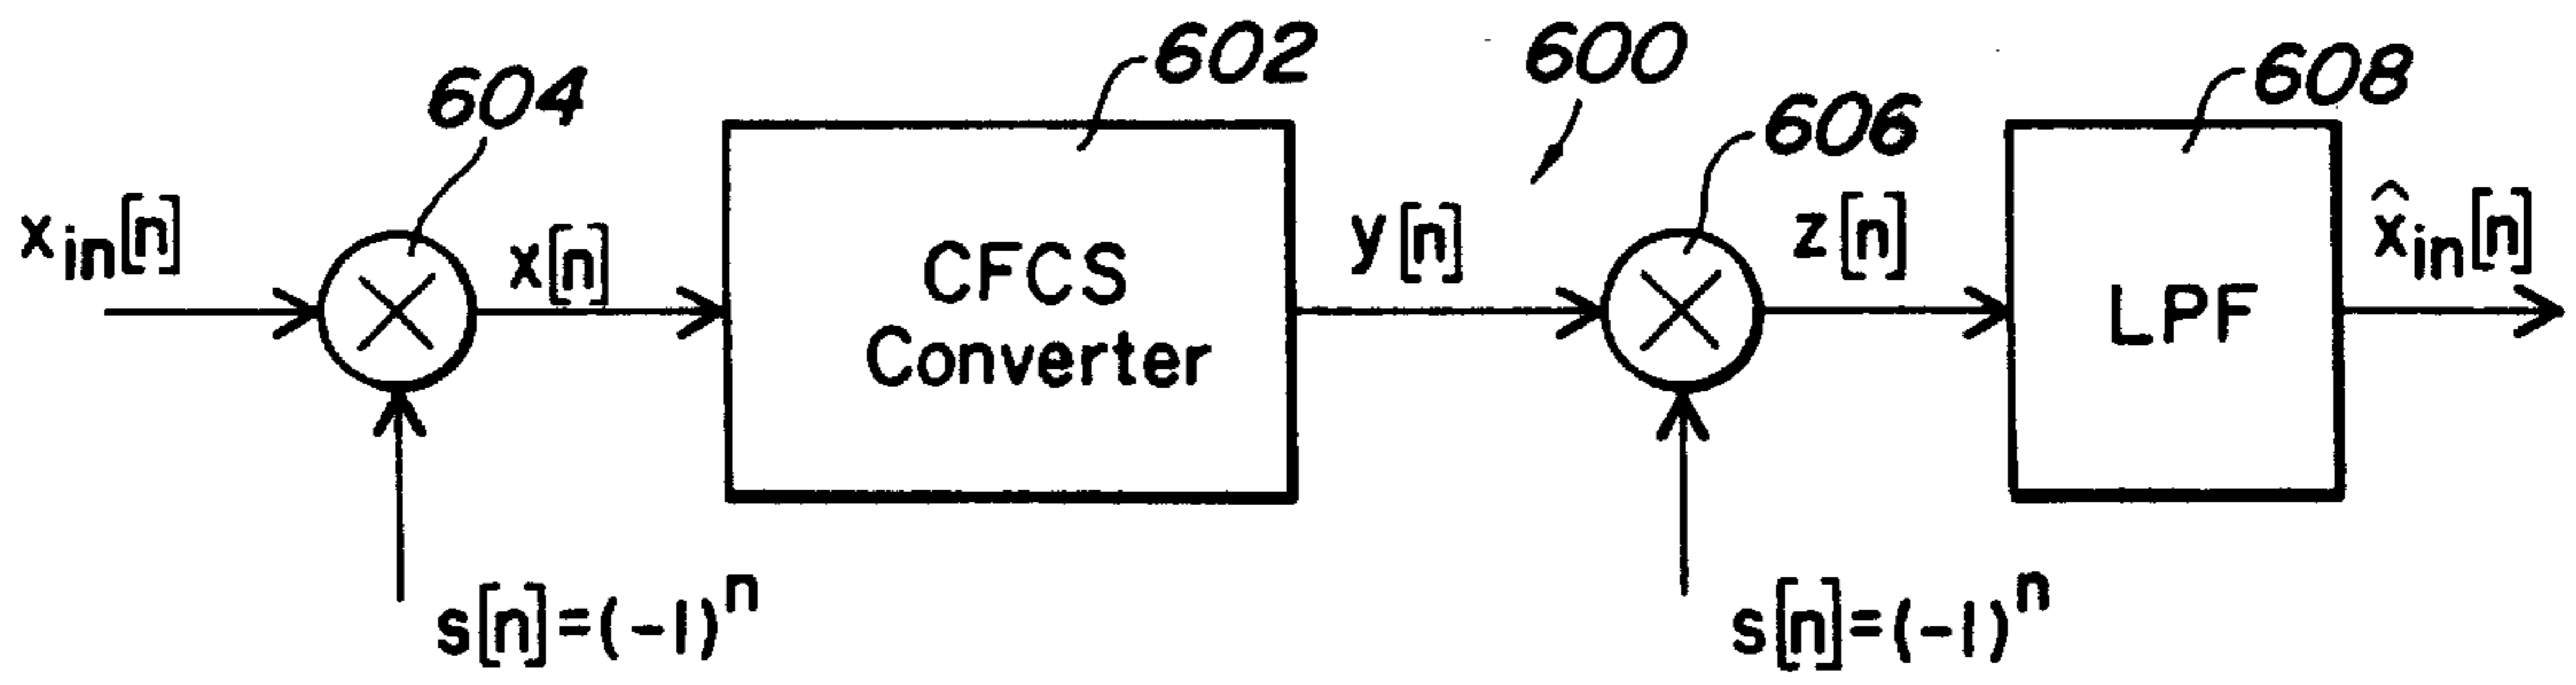 604
602
600
606
608
x_in[n]
x[n]
CFCS
Converter
y[n]
z[n]
LPF
x̂_in[n]
s[n]=(-1)^n
s[n]=(-1)^n